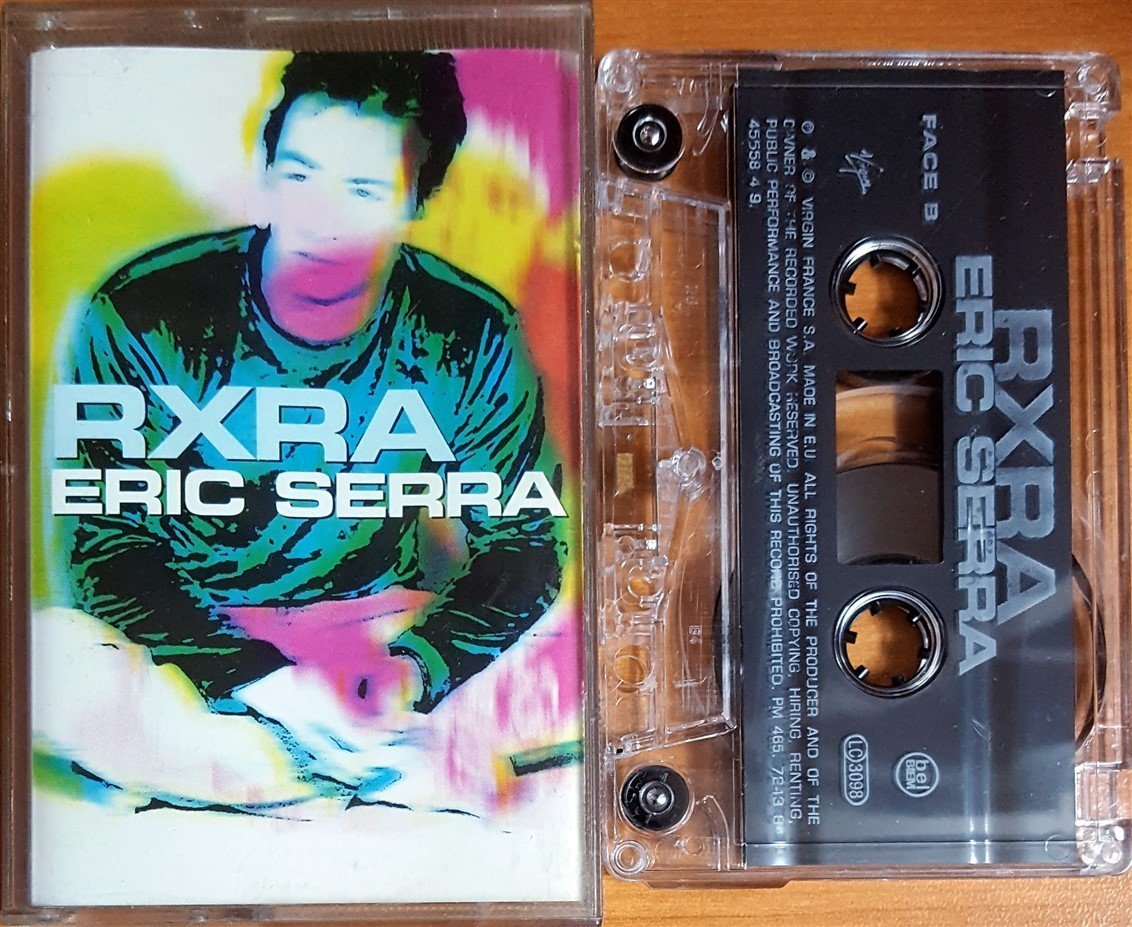 RXRA
ERIC SERRA
RXRA
ERIC SERRA
FACE B
Virgin
℗ & © VIRGIN FRANCE S.A. MADE IN E.U. ALL RIGHTS OF THE PRODUCER AND OF THE
OWNER OF THE RECORDED WORK RESERVED. UNAUTHORISED COPYING, HIRING, RENTING,
PUBLIC PERFORMANCE AND BROADCASTING OF THIS RECORD PROHIBITED. PM 465.
45558 4 9.
LC 3098
bel
BIEM